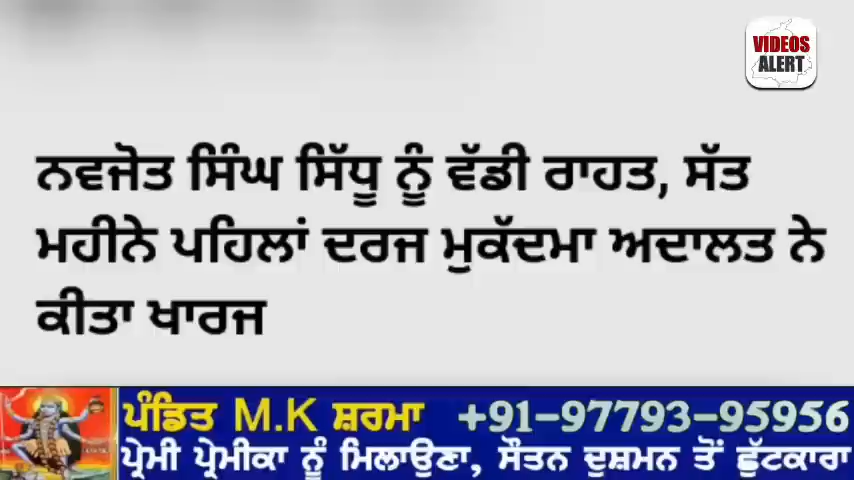 VIDEOS
ALERT
ਨਵਜੋਤ ਸਿੰਘ ਸਿੱਧੂ ਨੂੰ ਵੱਡੀ ਰਾਹਤ, ਸੱਤ
ਮਹੀਨੇ ਪਹਿਲਾਂ ਦਰਜ ਮੁਕੱਦਮਾ ਅਦਾਲਤ ਨੇ
ਕੀਤਾ ਖਾਰਜ
ਪੰਡਿਤ M.K ਸ਼ਰਮਾ +91-97793-95956
ਪ੍ਰੇਮੀ ਪ੍ਰੇਮੀਕਾ ਨੂੰ ਮਿਲਾਉਣਾ, ਸੌਤਨ ਦੁਸ਼ਮਨ ਤੋਂ ਛੁੱਟਕਾਰਾ